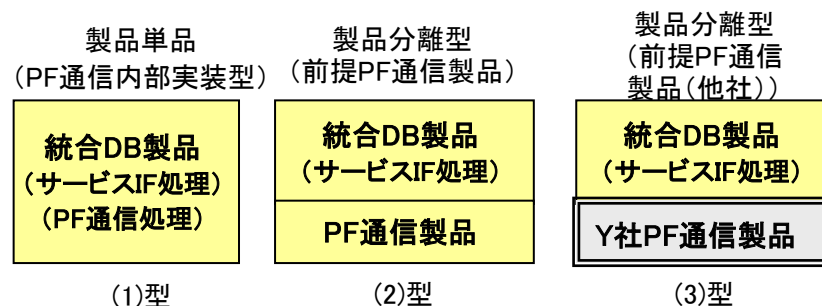 製品単品
（PF通信内部実装型）
統合DB製品
（サービスIF処理）
（PF通信処理）
(1)型
製品分離型
（前提PF通信製品）
統合DB製品
（サービスIF処理）
PF通信製品
(2)型
製品分離型
（前提PF通信
製品（他社））
統合DB製品
（サービスIF処理）
Y社PF通信製品
(3)型